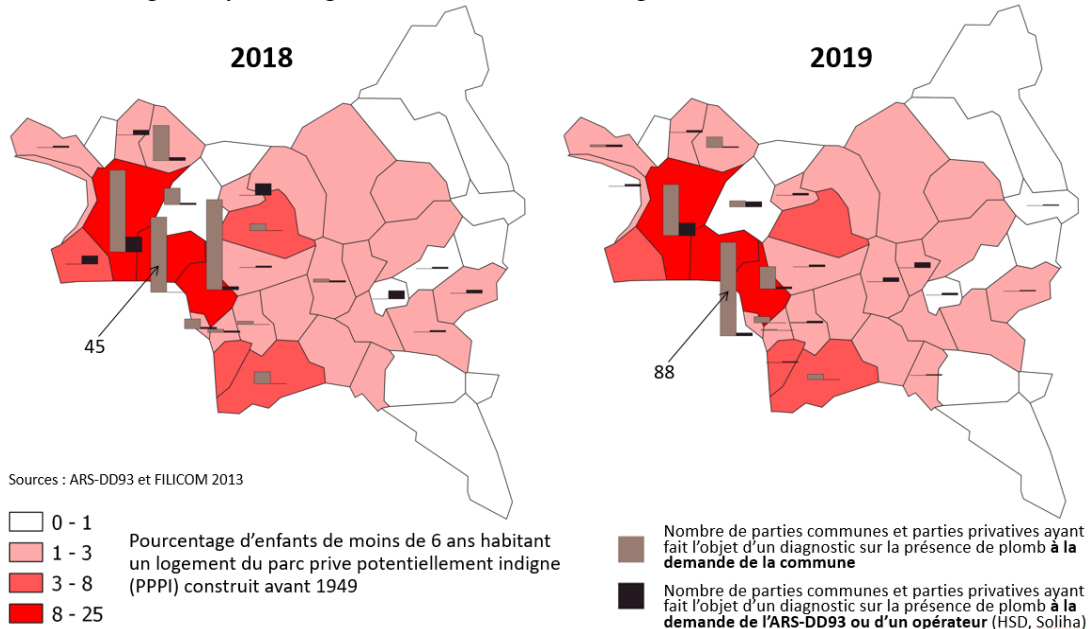 2018
2019
45
88
Sources : ARS-DD93 et FILICOM 2013
0 - 1
1 - 3
3 - 8
8 - 25
Pourcentage d’enfants de moins de 6 ans habitant
un logement du parc prive potentiellement indigne
(PPPI) construit avant 1949
Nombre de parties communes et parties privatives ayant
fait l’objet d’un diagnostic sur la présence de plomb à la
demande de la commune
Nombre de parties communes et parties privatives ayant
fait l’objet d’un diagnostic sur la présence de plomb à la
demande de l’ARS-DD93 ou d’un opérateur (HSD, Soliha)